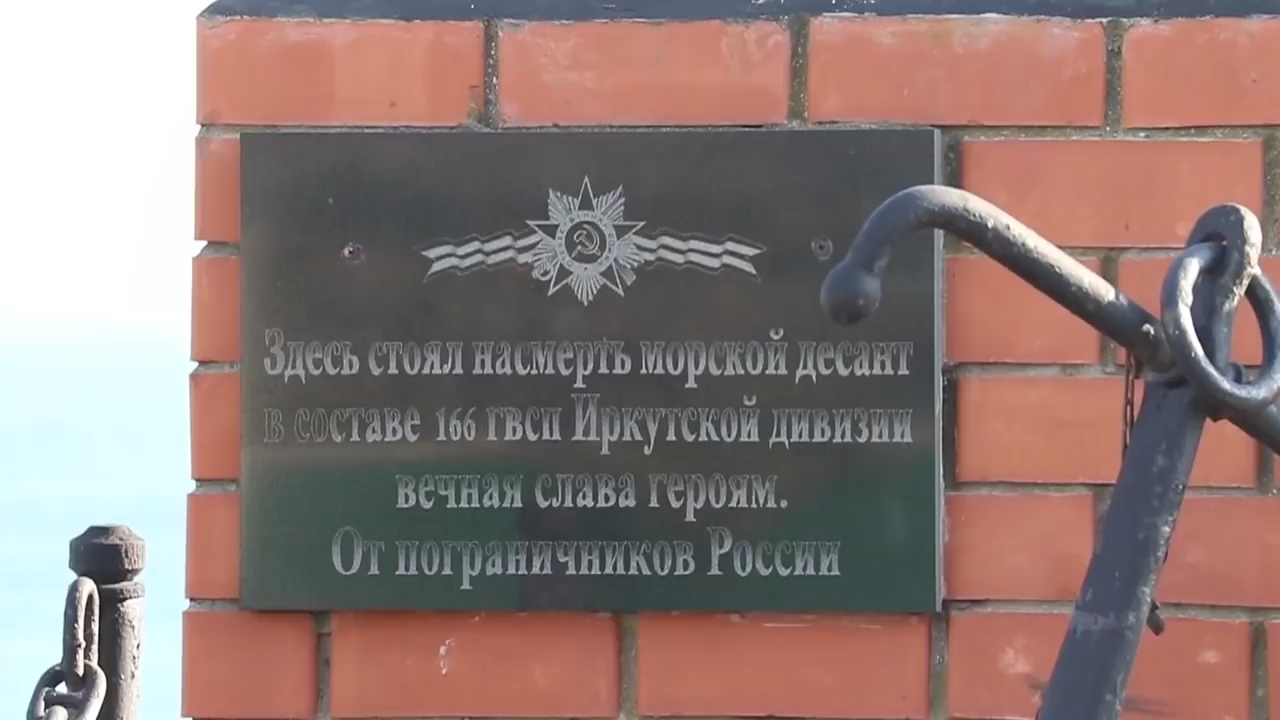 Здесь стоял насмерть морской десант
в составе 166 гвсп Иркутской дивизии
вечная слава героям.
От пограничников России